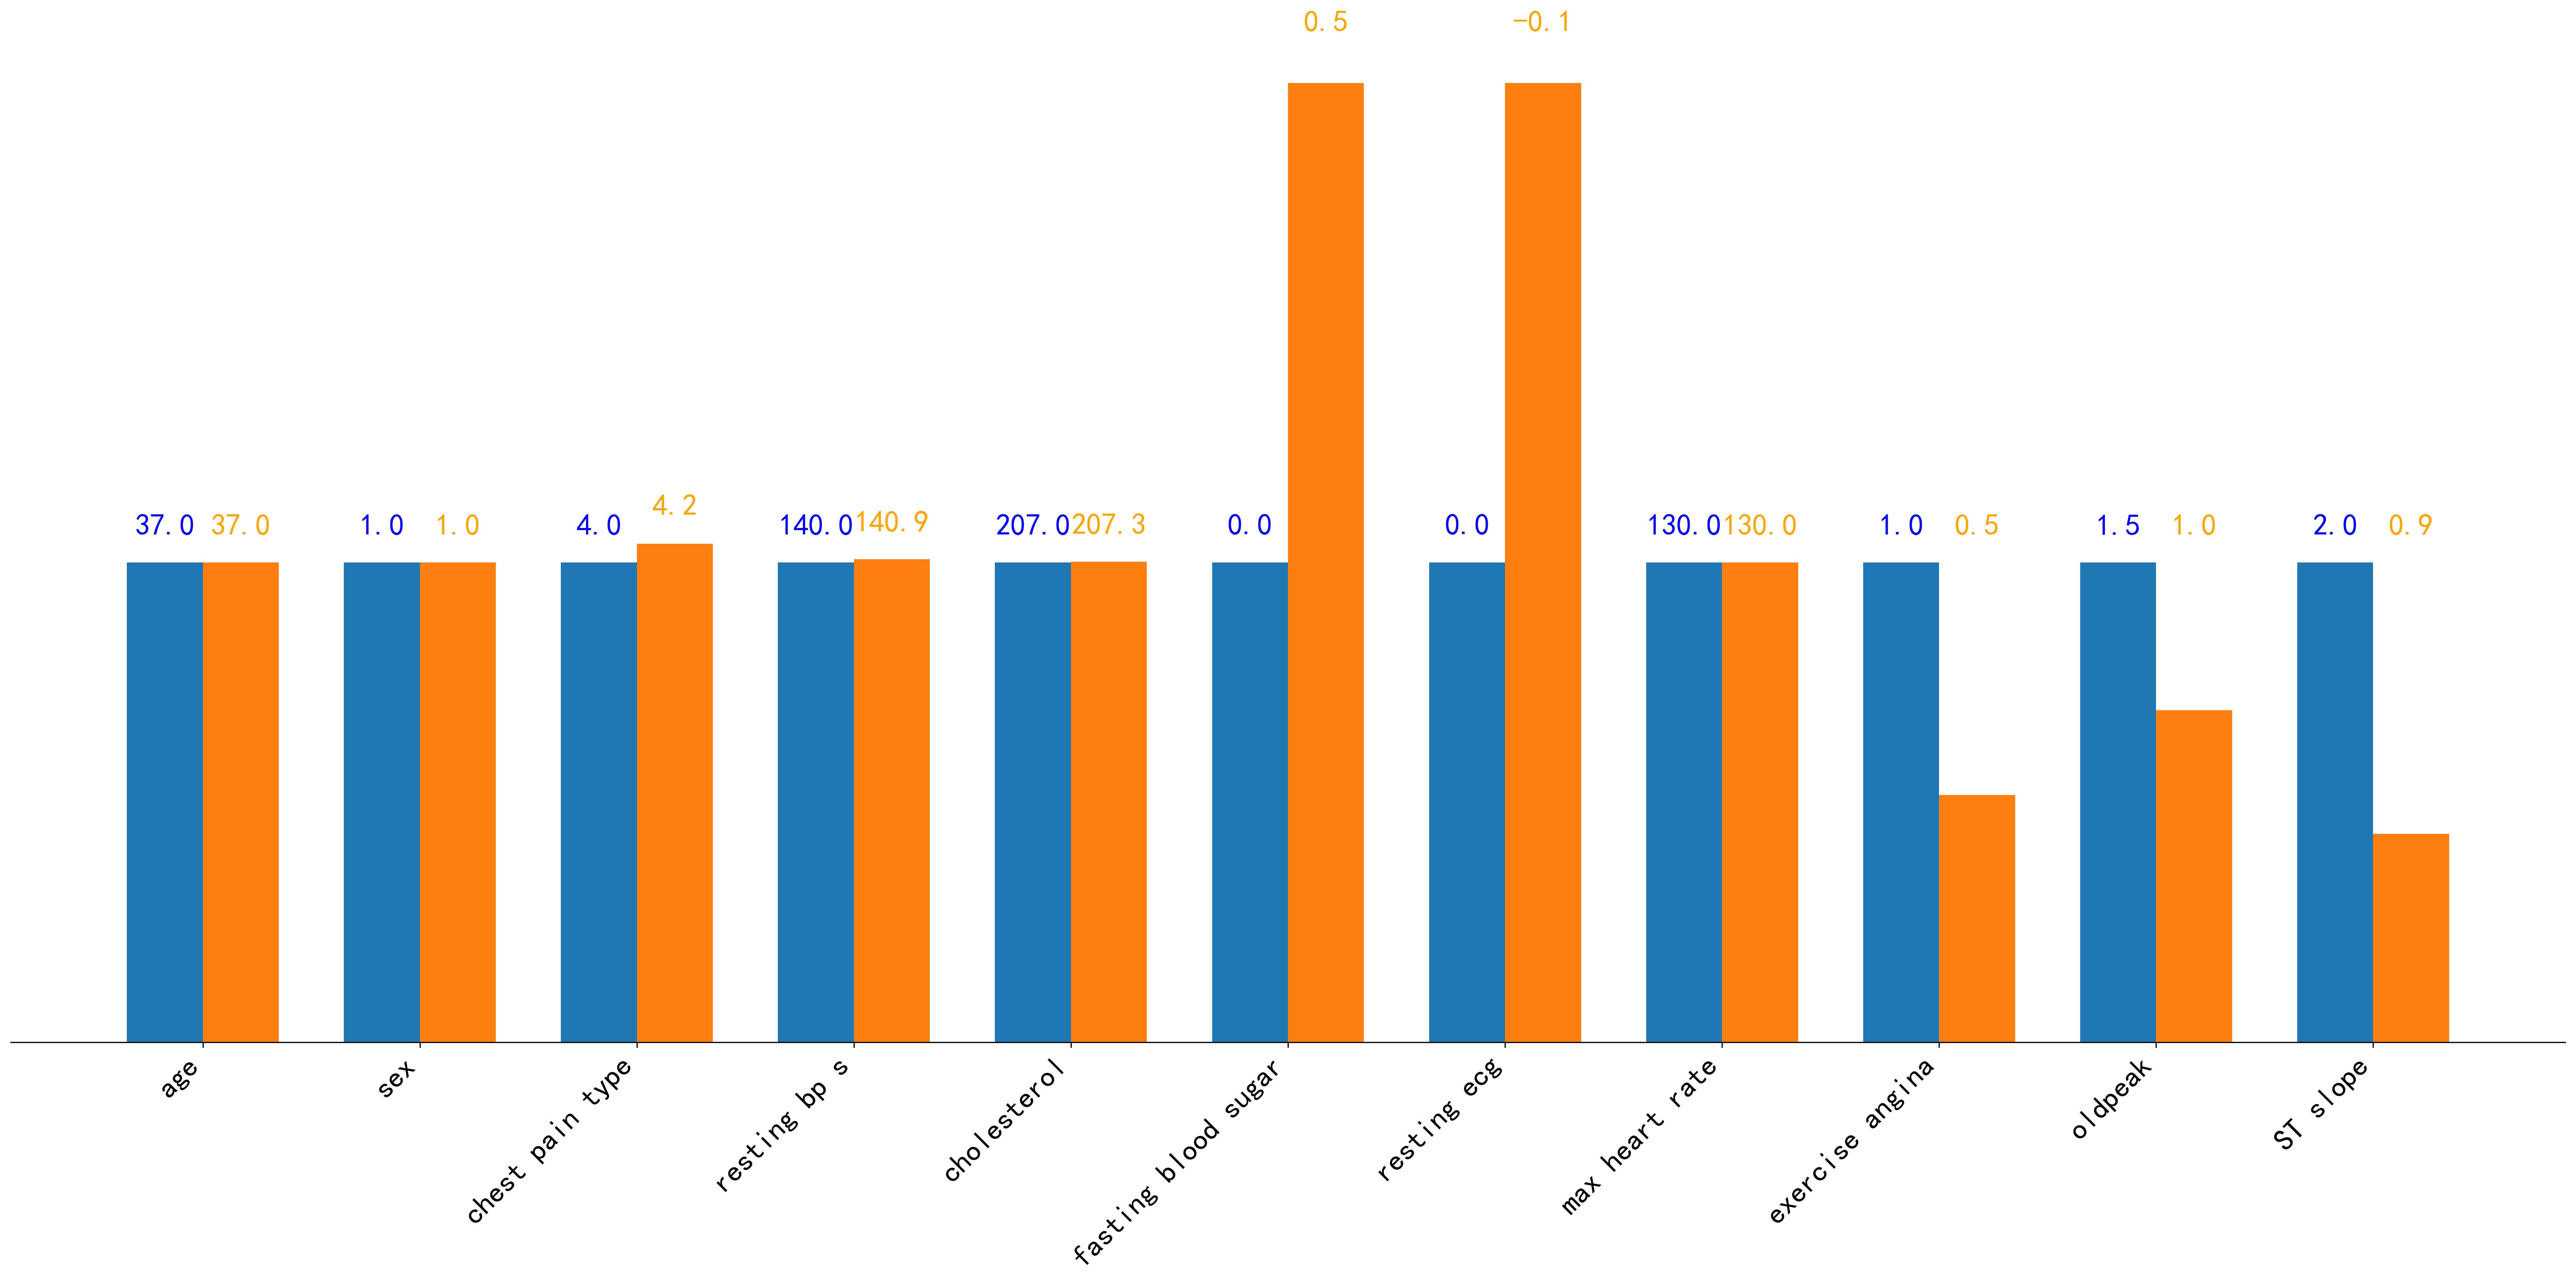 0.5 −0.1
37.0 37.0 1.0 1.0 4.0 4.2 140.0 140.9 207.0 207.3 0.0 0.0 130.0 130.0 1.0 0.5 1.5 1.0 2.0 0.9
age
sex
chest pain type
resting bp s
cholesterol
fasting blood sugar
resting ecg
max heart rate
exercise angina
oldpeak
ST slope